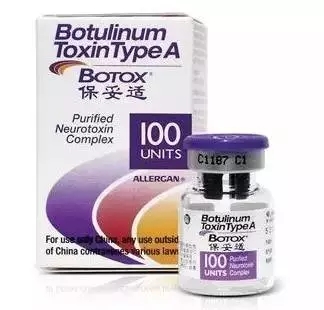 Botulinum
Toxin Type A
BOTOX
保妥适
Purified
Neurotoxin
Complex
100
UNITS
ALLERGAN
For use only China, any use outside
of China contravenes various laws
C1187 C1
Botulinum
Toxin Type A
BOTOX
保妥适
100
UNITS
Purified
Neurotoxin
Complex